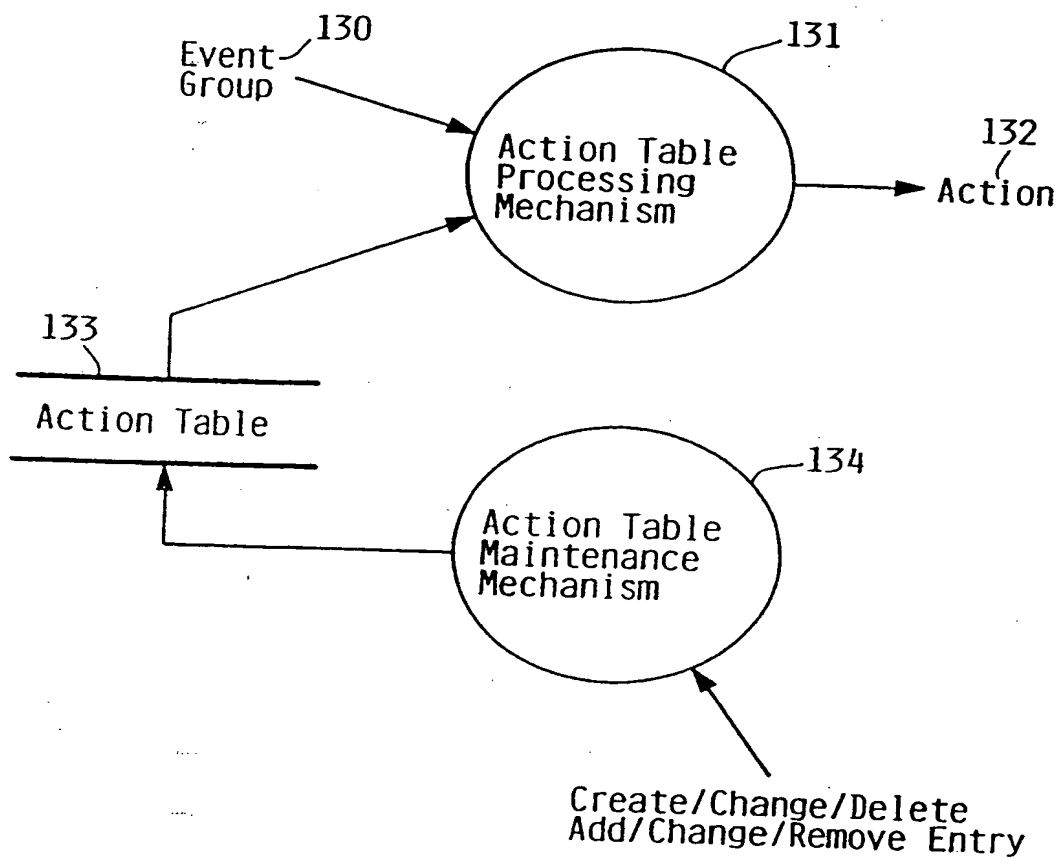 130
Event
Group
131
Action Table
Processing
Mechanism
132
Action
133
Action Table
134
Action Table
Maintenance
Mechanism
Create/Change/Delete
Add/Change/Remove Entry